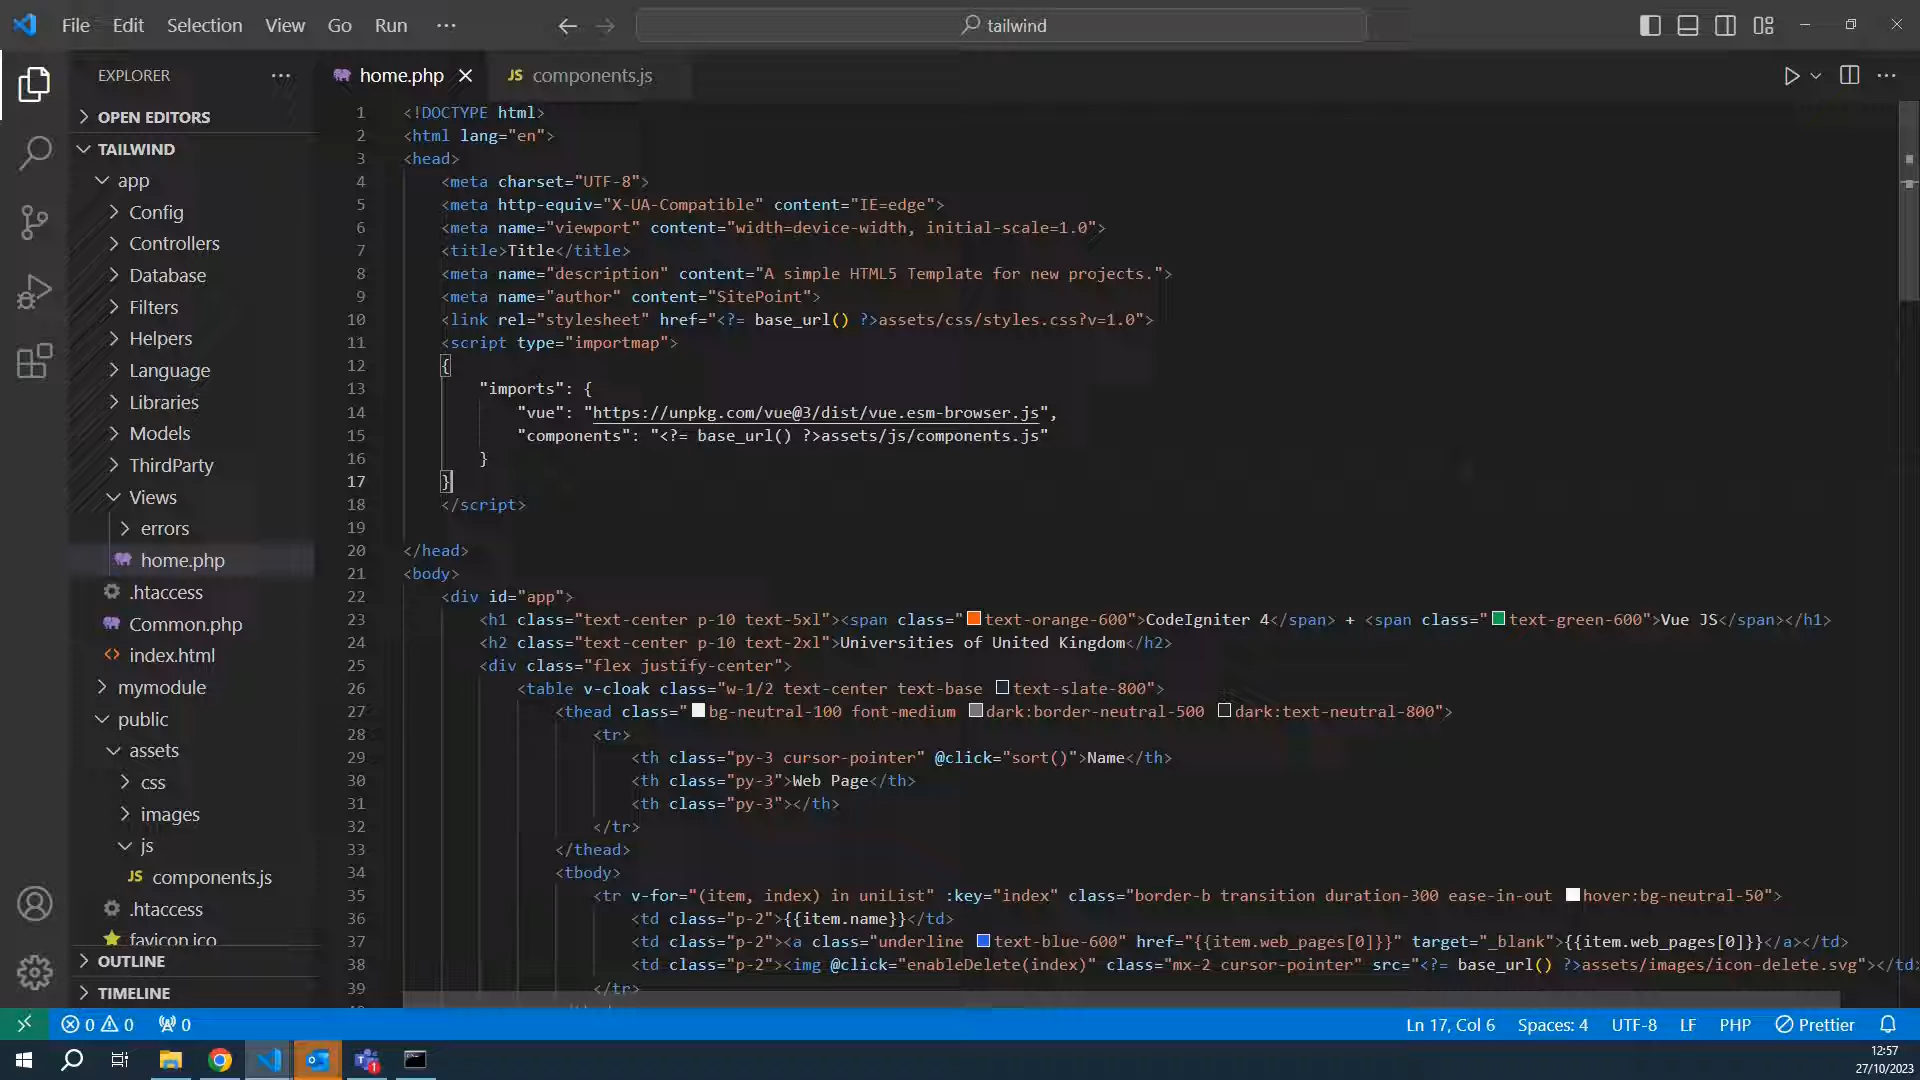 File Edit Selection View Go Run ···
tailwind
EXPLORER
home.php
JS components.js
OPEN EDITORS
TAILWIND
app
Config
Controllers
Database
Filters
Helpers
Language
Libraries
Models
ThirdParty
Views
errors
home.php
.htaccess
Common.php
index.html
mymodule
public
assets
css
images
js
JS components.js
.htaccess
favicon.ico
OUTLINE
TIMELINE
1 <!DOCTYPE html>
2 <html lang="en">
3 <head>
4 <meta charset="UTF-8">
5 <meta http-equiv="X-UA-Compatible" content="IE=edge">
6 <meta name="viewport" content="width=device-width, initial-scale=1.0">
7 <title>Title</title>
8 <meta name="description" content="A simple HTML5 Template for new projects.">
9 <meta name="author" content="SitePoint">
10 <link rel="stylesheet" href="<?= base_url() ?>assets/css/styles.css?v=1.0">
11 <script type="importmap">
12 {
13 "imports": {
14 "vue": "https://unpkg.com/vue@3/dist/vue.esm-browser.js",
15 "components": "<?= base_url() ?>assets/js/components.js"
16 }
17 }
18 </script>
19
20 </head>
21 <body>
22 <div id="app">
23 <h1 class="text-center p-10 text-5xl"><span class="text-orange-600">CodeIgniter 4</span> + <span class="text-green-600">Vue JS</span></h1>
24 <h2 class="text-center p-10 text-2xl">Universities of United Kingdom</h2>
25 <div class="flex justify-center">
26 <table v-cloak class="w-1/2 text-center text-base text-slate-800">
27 <thead class="bg-neutral-100 font-medium dark:border-neutral-500 dark:text-neutral-800">
28 <tr>
29 <th class="py-3 cursor-pointer" @click="sort()">Name</th>
30 <th class="py-3">Web Page</th>
31 <th class="py-3"></th>
32 </tr>
33 </thead>
34 <tbody>
35 <tr v-for="(item, index) in uniList" :key="index" class="border-b transition duration-300 ease-in-out hover:bg-neutral-50">
36 <td class="p-2">{{item.name}}</td>
37 <td class="p-2"><a class="underline text-blue-600" href="{{item.web_pages[0]}}" target="_blank">{{item.web_pages[0]}}</a></td>
38 <td class="p-2"><img @click="enableDelete(index)" class="mx-2 cursor-pointer" src="<?= base_url() ?>assets/images/icon-delete.svg"></td>
39 </tr>
0 0 0
Ln 17, Col 6 Spaces: 4 UTF-8 LF PHP Prettier
1
12:57
27/10/2023